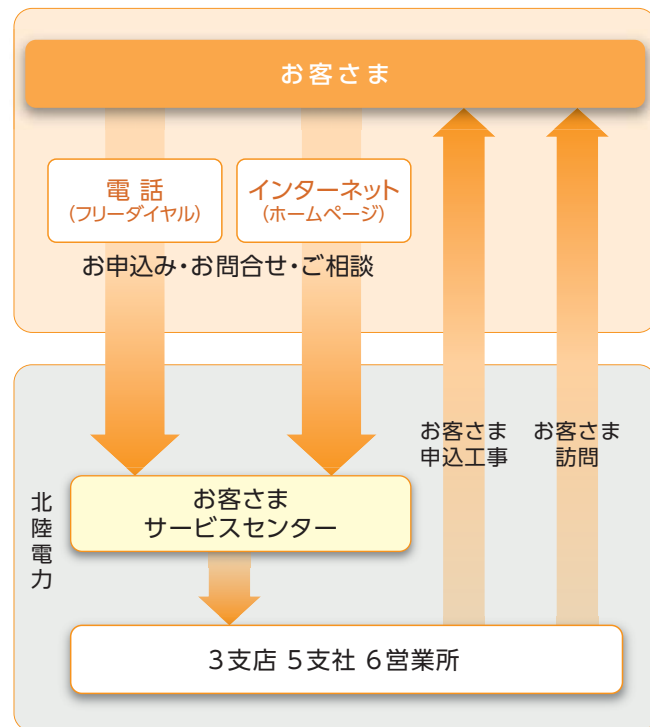 お客さま
電話
(フリーダイヤル)
インターネット
(ホームページ)
お申込み・お問合せ・ご相談
お客さま
申込工事
お客さま
訪問
北陸電力
お客さま
サービスセンター
3支店 5支社 6営業所